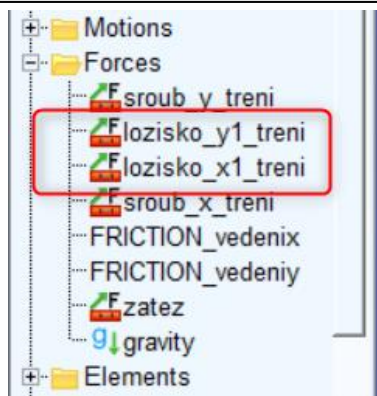 Motions
Forces
sroub_y_treni
lozisko_y1_treni
lozisko_x1_treni
sroub_x_treni
FRICTION_vedenix
FRICTION_vedeniy
zatez
gravity
Elements